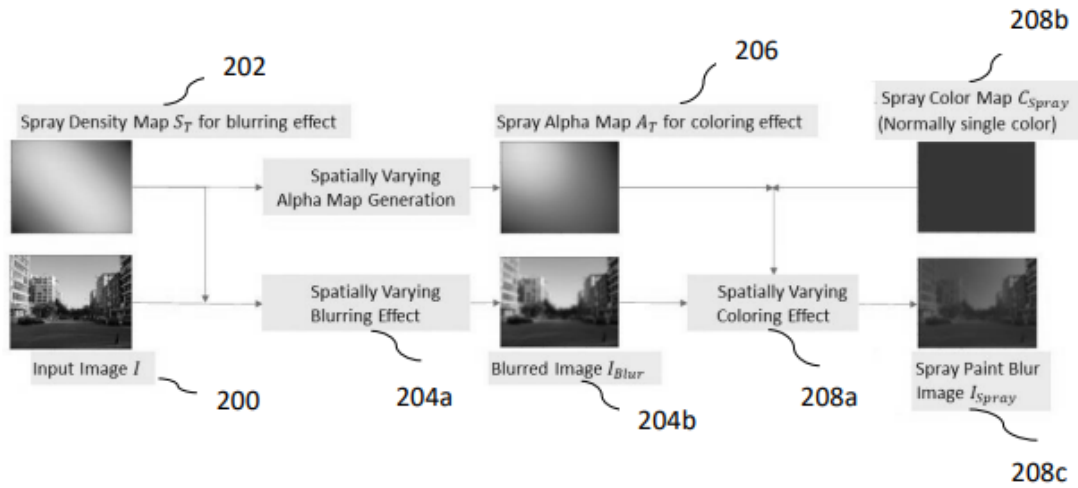 208b
202
206
Spray Density Map S_T for blurring effect
Spray Alpha Map A_T for coloring effect
Spray Color Map C_Spray
(Normally single color)
Spatially Varying
Alpha Map Generation
Spatially Varying
Blurring Effect
Spatially Varying
Coloring Effect
Input Image I
Blurred Image I_Blur
Spray Paint Blur
Image I_Spray
200
204a
204b
208a
208c